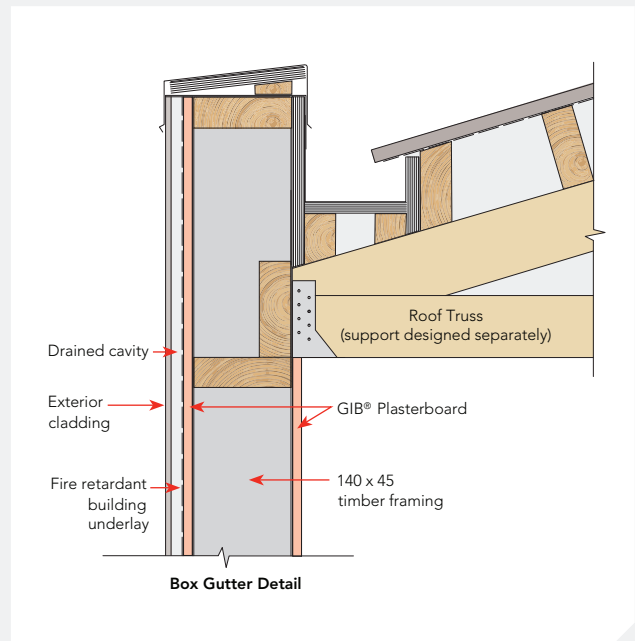 Roof Truss
(support designed separately)
Drained cavity
Exterior
cladding
GIB® Plasterboard
Fire retardant
building
underlay
140 x 45
timber framing
Box Gutter Detail